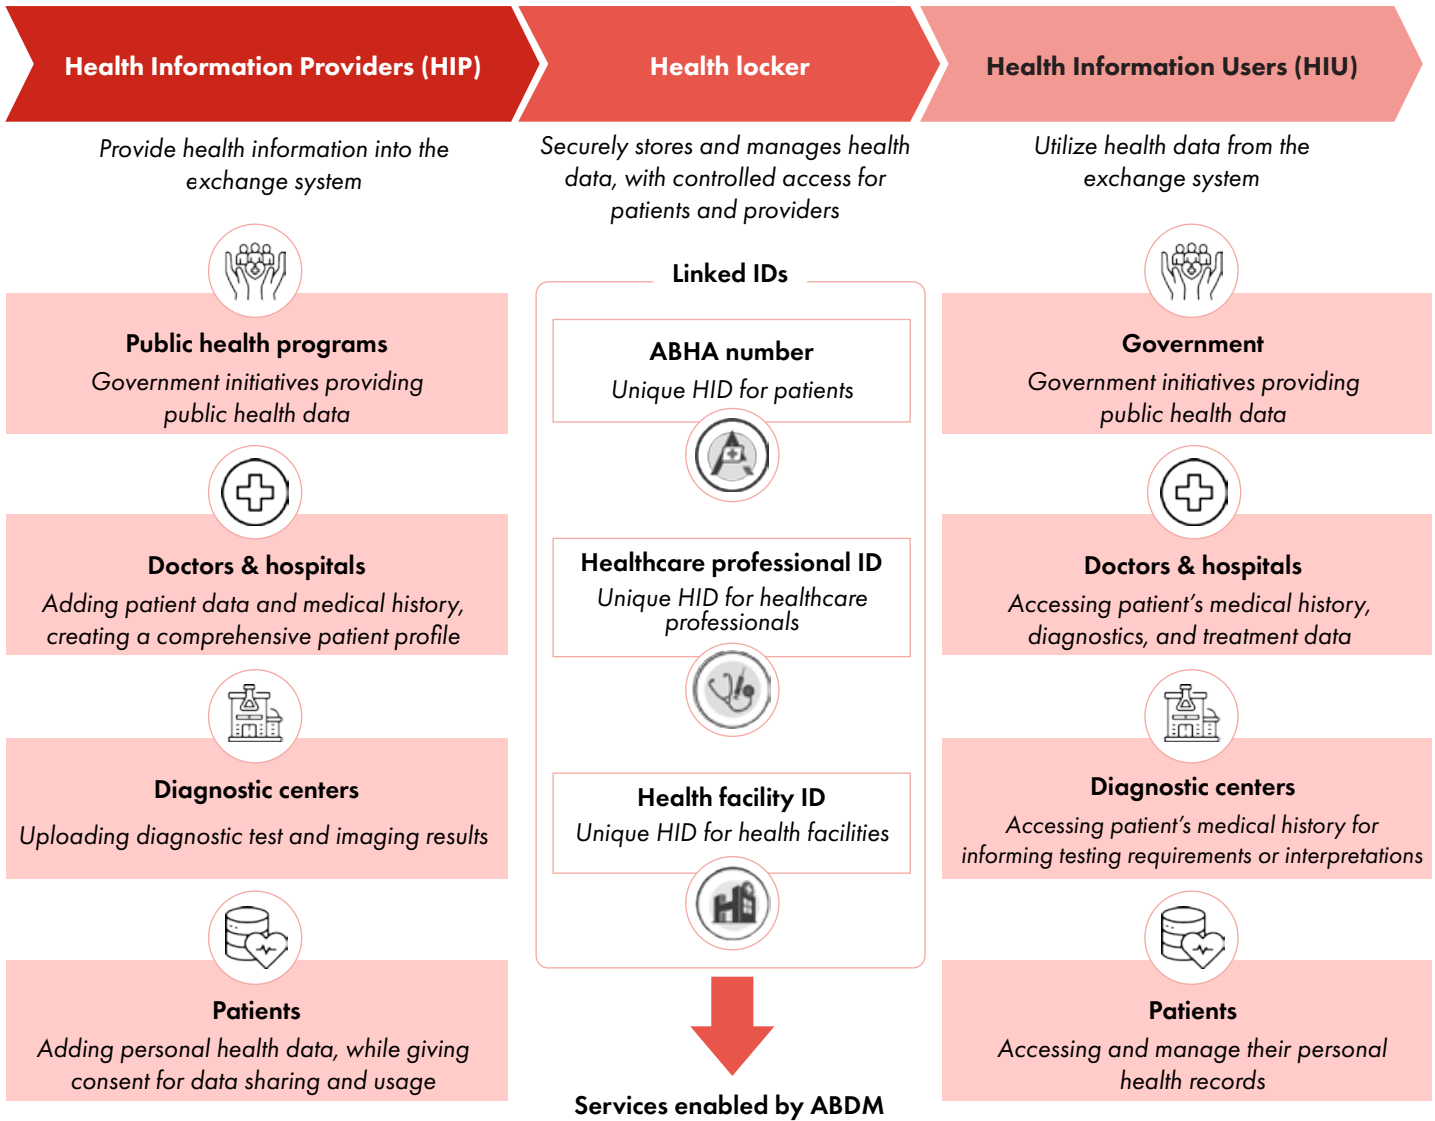 Health Information Providers (HIP)
Health locker
Health Information Users (HIU)
Provide health information into the
exchange system
Securely stores and manages health
data, with controlled access for
patients and providers
Utilize health data from the
exchange system
Public health programs
Government initiatives providing
public health data
Doctors & hospitals
Adding patient data and medical history,
creating a comprehensive patient profile
Diagnostic centers
Uploading diagnostic test and imaging results
Patients
Adding personal health data, while giving
consent for data sharing and usage
Linked IDs
ABHA number
Unique HID for patients
Healthcare professional ID
Unique HID for healthcare
professionals
Health facility ID
Unique HID for health facilities
Services enabled by ABDM
Government
Government initiatives providing
public health data
Doctors & hospitals
Accessing patient’s medical history,
diagnostics, and treatment data
Diagnostic centers
Accessing patient’s medical history for
informing testing requirements or interpretations
Patients
Accessing and manage their personal
health records